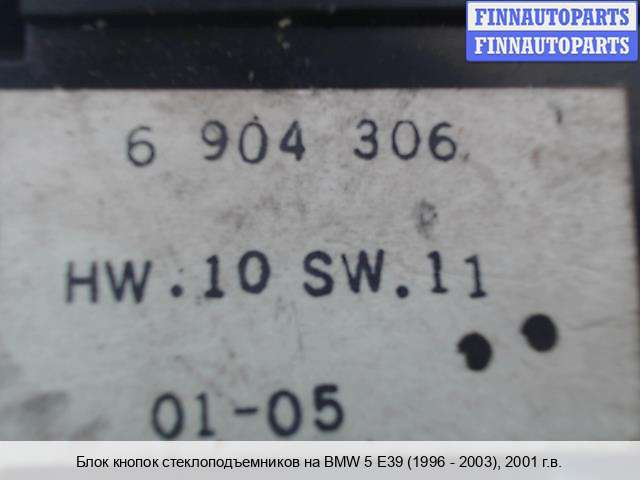 FINNAUTOPARTS
FINNAUTOPARTS
6 904 306
HW.10 SW.11
01-05
Блок кнопок стеклоподъемников на BMW 5 E39 (1996 - 2003), 2001 г.в.